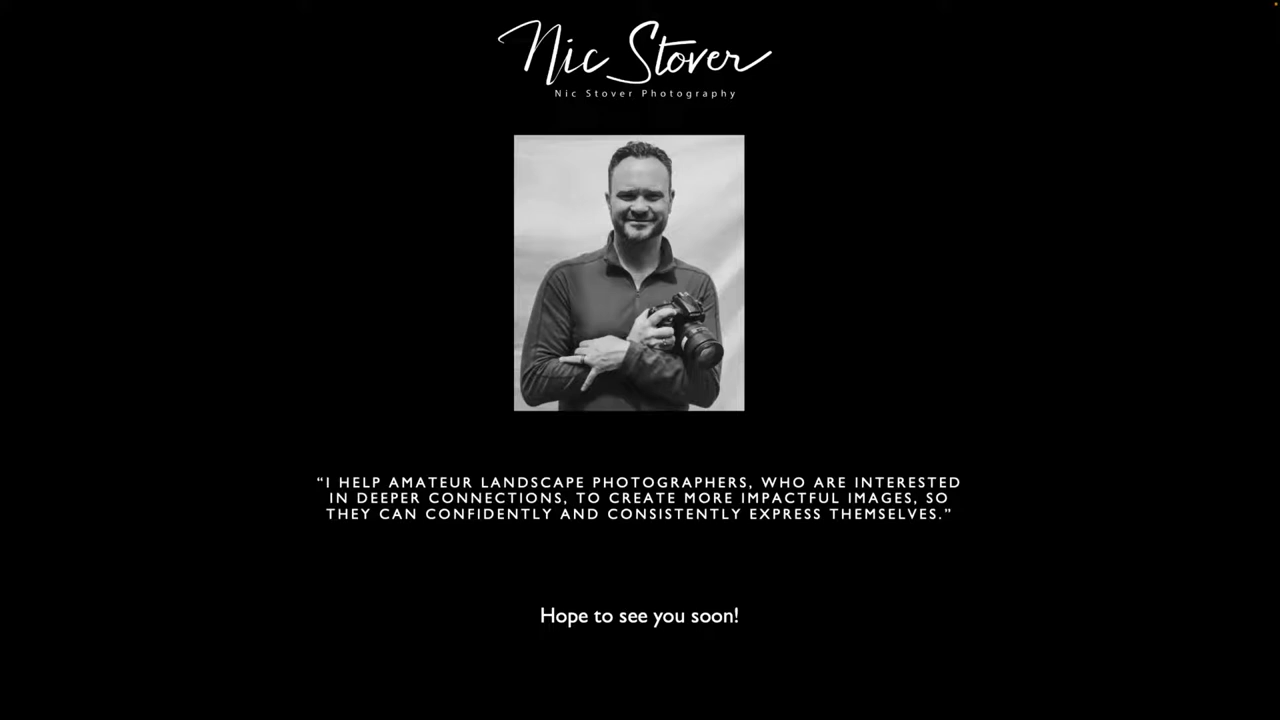 Nic Stover
Nic Stover Photography
“I HELP AMATEUR LANDSCAPE PHOTOGRAPHERS, WHO ARE INTERESTED
IN DEEPER CONNECTIONS, TO CREATE MORE IMPACTFUL IMAGES, SO
THEY CAN CONFIDENTLY AND CONSISTENTLY EXPRESS THEMSELVES.”
Hope to see you soon!